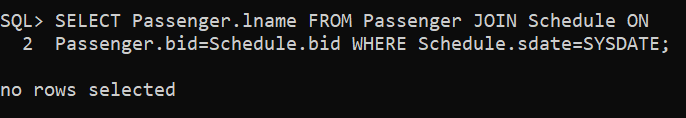 SQL> SELECT Passenger.lname FROM Passenger JOIN Schedule ON
2 Passenger.bid=Schedule.bid WHERE Schedule.sdate=SYSDATE;
no rows selected